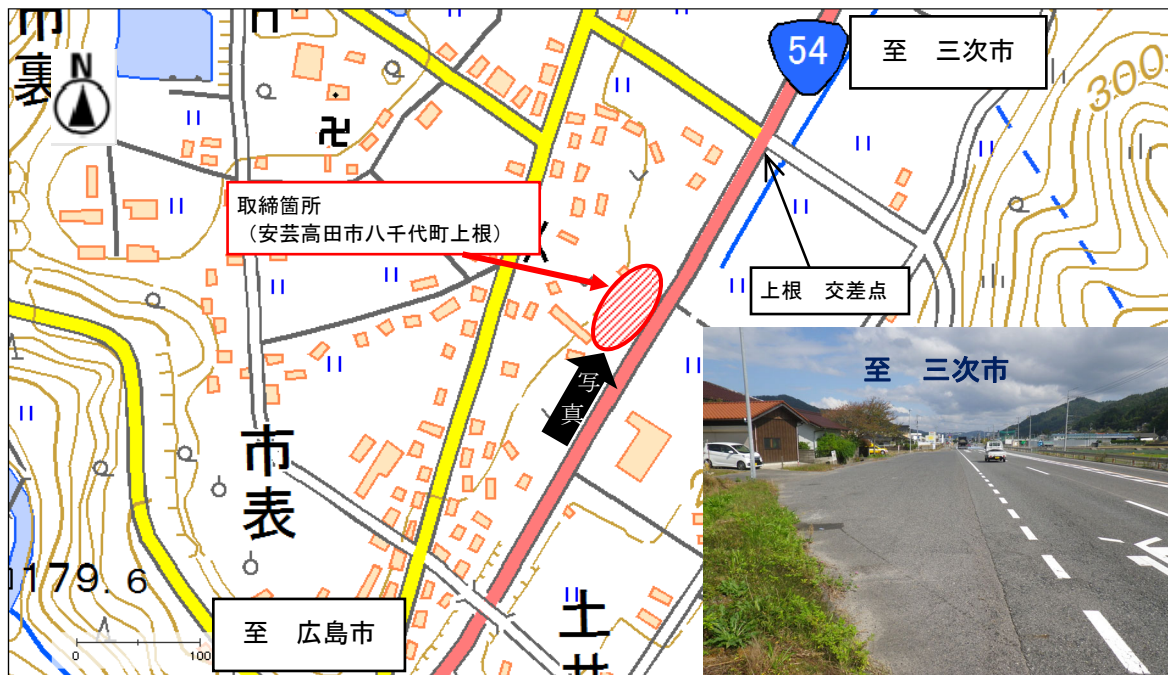 市裏
N
54
至 三次市
300
卍
取締箇所
（安芸高田市八千代町上根）
上根 交差点
写真
至 三次市
市表
179.6
土井
至 広島市
0
100